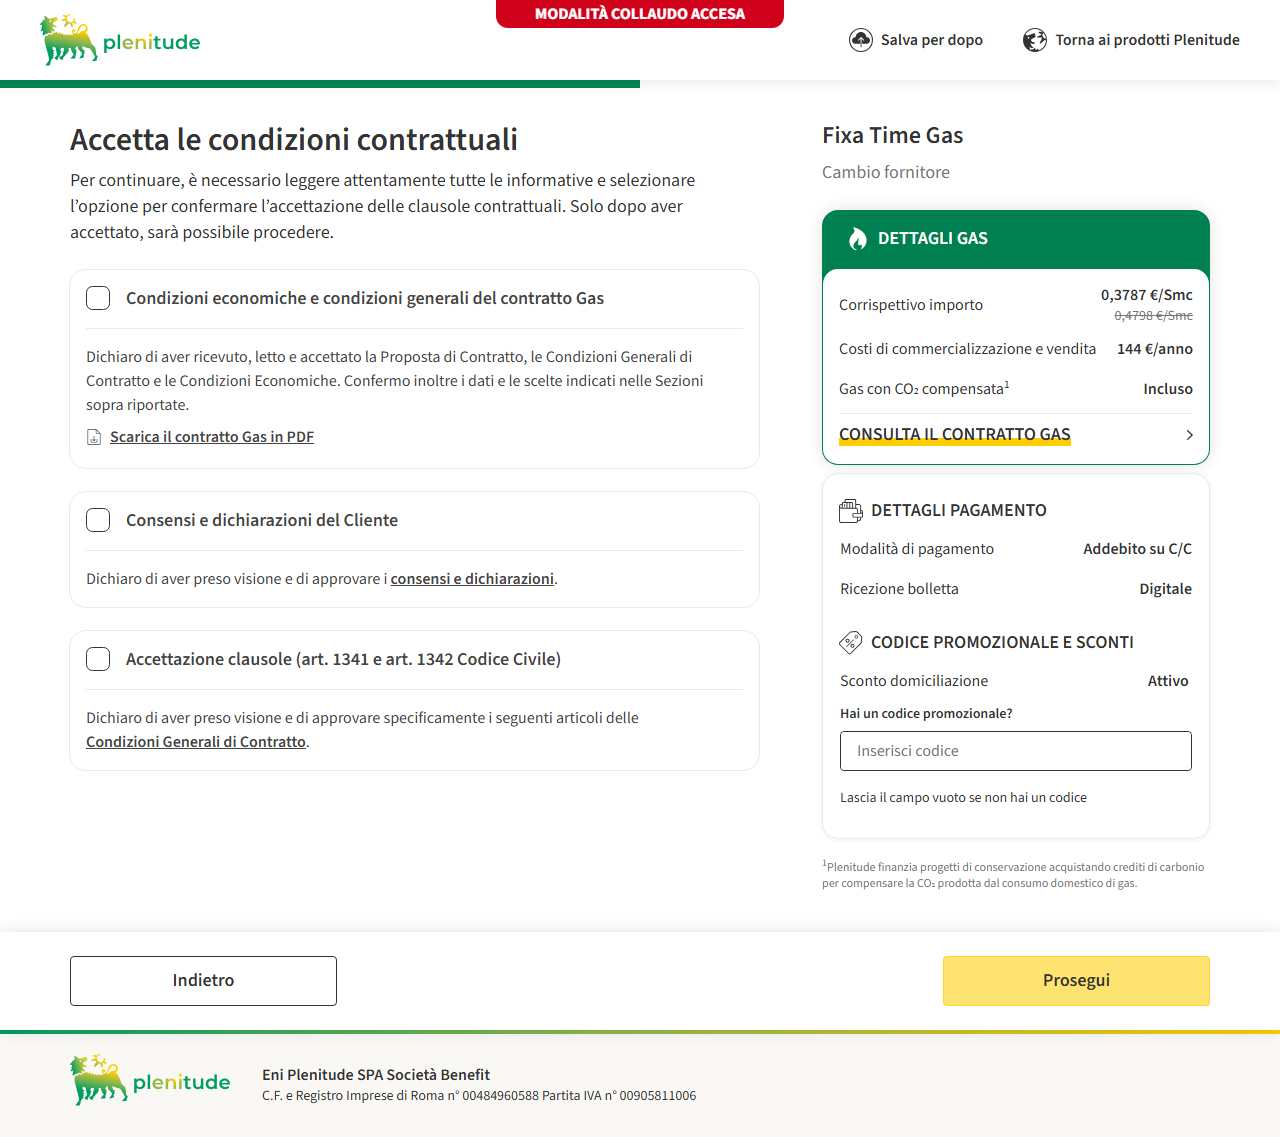 plenitude
MODALITÀ COLLAUDO ACCESA
Salva per dopo
Torna ai prodotti Plenitude
Accetta le condizioni contrattuali
Per continuare, è necessario leggere attentamente tutte le informative e selezionare
l’opzione per confermare l’accettazione delle clausole contrattuali. Solo dopo aver
accettato, sarà possibile procedere.
Condizioni economiche e condizioni generali del contratto Gas
Dichiaro di aver ricevuto, letto e accettato la Proposta di Contratto, le Condizioni Generali di
Contratto e le Condizioni Economiche. Confermo inoltre i dati e le scelte indicati nelle Sezioni
sopra riportate.
Scarica il contratto Gas in PDF
Consensi e dichiarazioni del Cliente
Dichiaro di aver preso visione e di approvare i consensi e dichiarazioni.
Accettazione clausole (art. 1341 e art. 1342 Codice Civile)
Dichiaro di aver preso visione e di approvare specificamente i seguenti articoli delle
Condizioni Generali di Contratto.
Fixa Time Gas
Cambio fornitore
DETTAGLI GAS
Corrispettivo importo
0,3787 €/Smc
0,4798 €/Smc
Costi di commercializzazione e vendita 144 €/anno
Gas con CO₂ compensata¹ Incluso
CONSULTA IL CONTRATTO GAS
DETTAGLI PAGAMENTO
Modalità di pagamento Addebito su C/C
Ricezione bolletta Digitale
CODICE PROMOZIONALE E SCONTI
Sconto domiciliazione Attivo
Hai un codice promozionale?
Inserisci codice
Lascia il campo vuoto se non hai un codice
¹Plenitude finanzia progetti di conservazione acquistando crediti di carbonio
per compensare la CO₂ prodotta dal consumo domestico di gas.
Indietro
Prosegui
plenitude
Eni Plenitude SPA Società Benefit
C.F. e Registro Imprese di Roma n° 00484960588 Partita IVA n° 00905811006